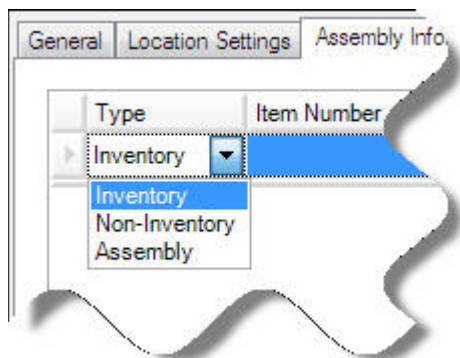 General Location Settings Assembly Info.
Type Item Number
Inventory
Inventory
Non-Inventory
Assembly